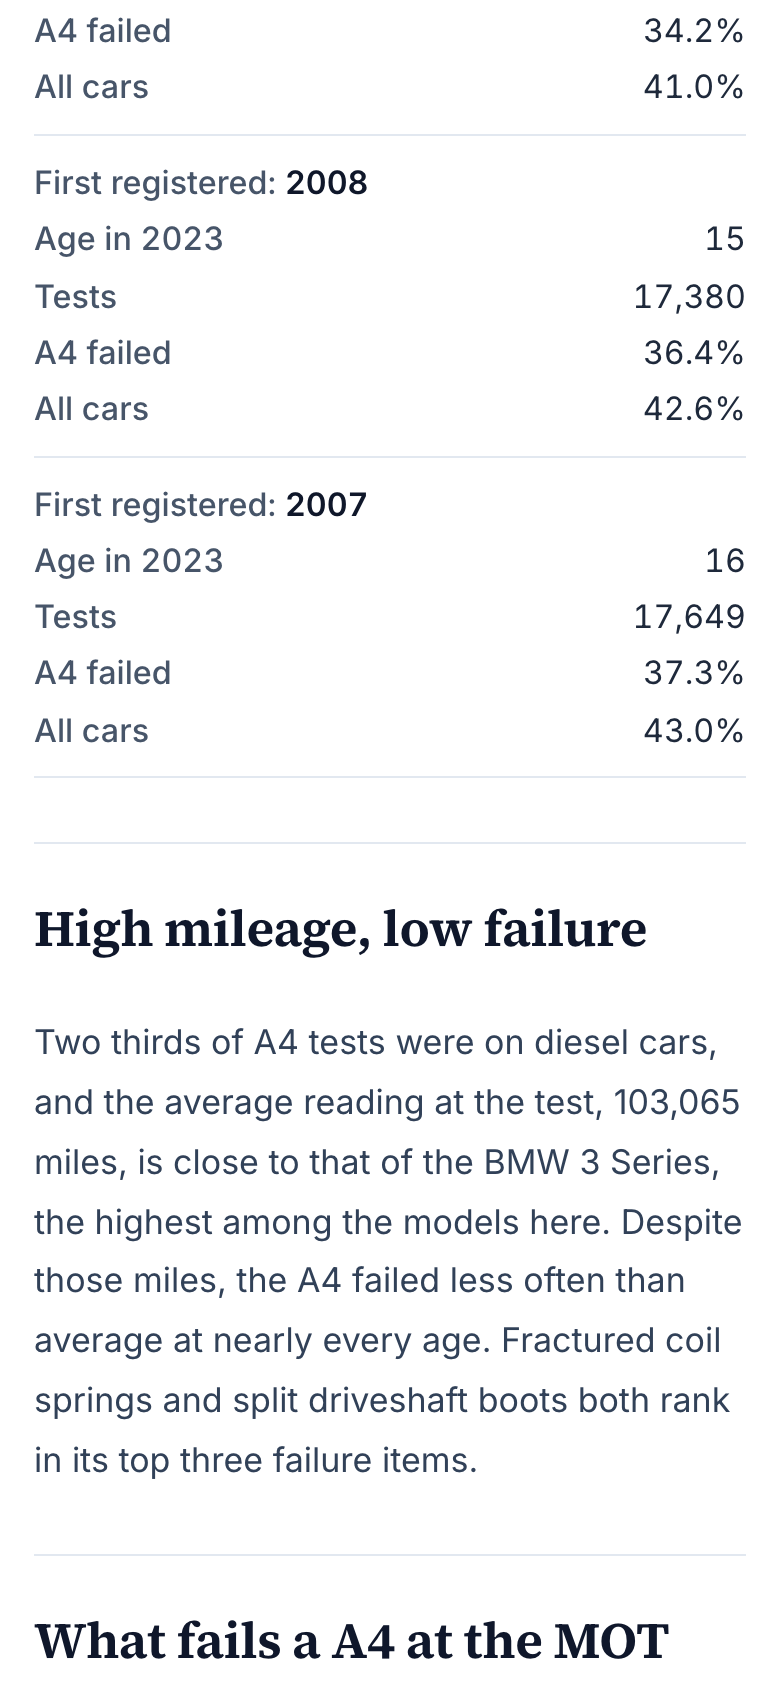 A4 failed 34.2%
All cars 41.0%
First registered: 2008
Age in 2023 15
Tests 17,380
A4 failed 36.4%
All cars 42.6%
First registered: 2007
Age in 2023 16
Tests 17,649
A4 failed 37.3%
All cars 43.0%
High mileage, low failure
Two thirds of A4 tests were on diesel cars,
and the average reading at the test, 103,065
miles, is close to that of the BMW 3 Series,
the highest among the models here. Despite
those miles, the A4 failed less often than
average at nearly every age. Fractured coil
springs and split driveshaft boots both rank
in its top three failure items.
What fails a A4 at the MOT